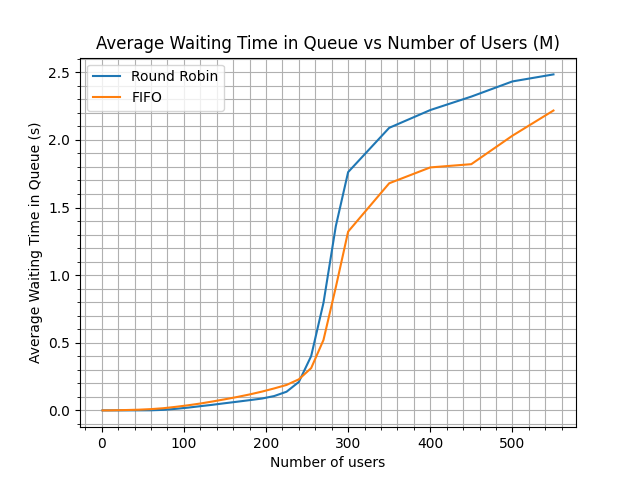 Average Waiting Time in Queue vs Number of Users (M)
Round Robin
FIFO
Average Waiting Time in Queue (s)
2.5
2.0
1.5
1.0
0.5
0.0
0 100 200 300 400 500
Number of users